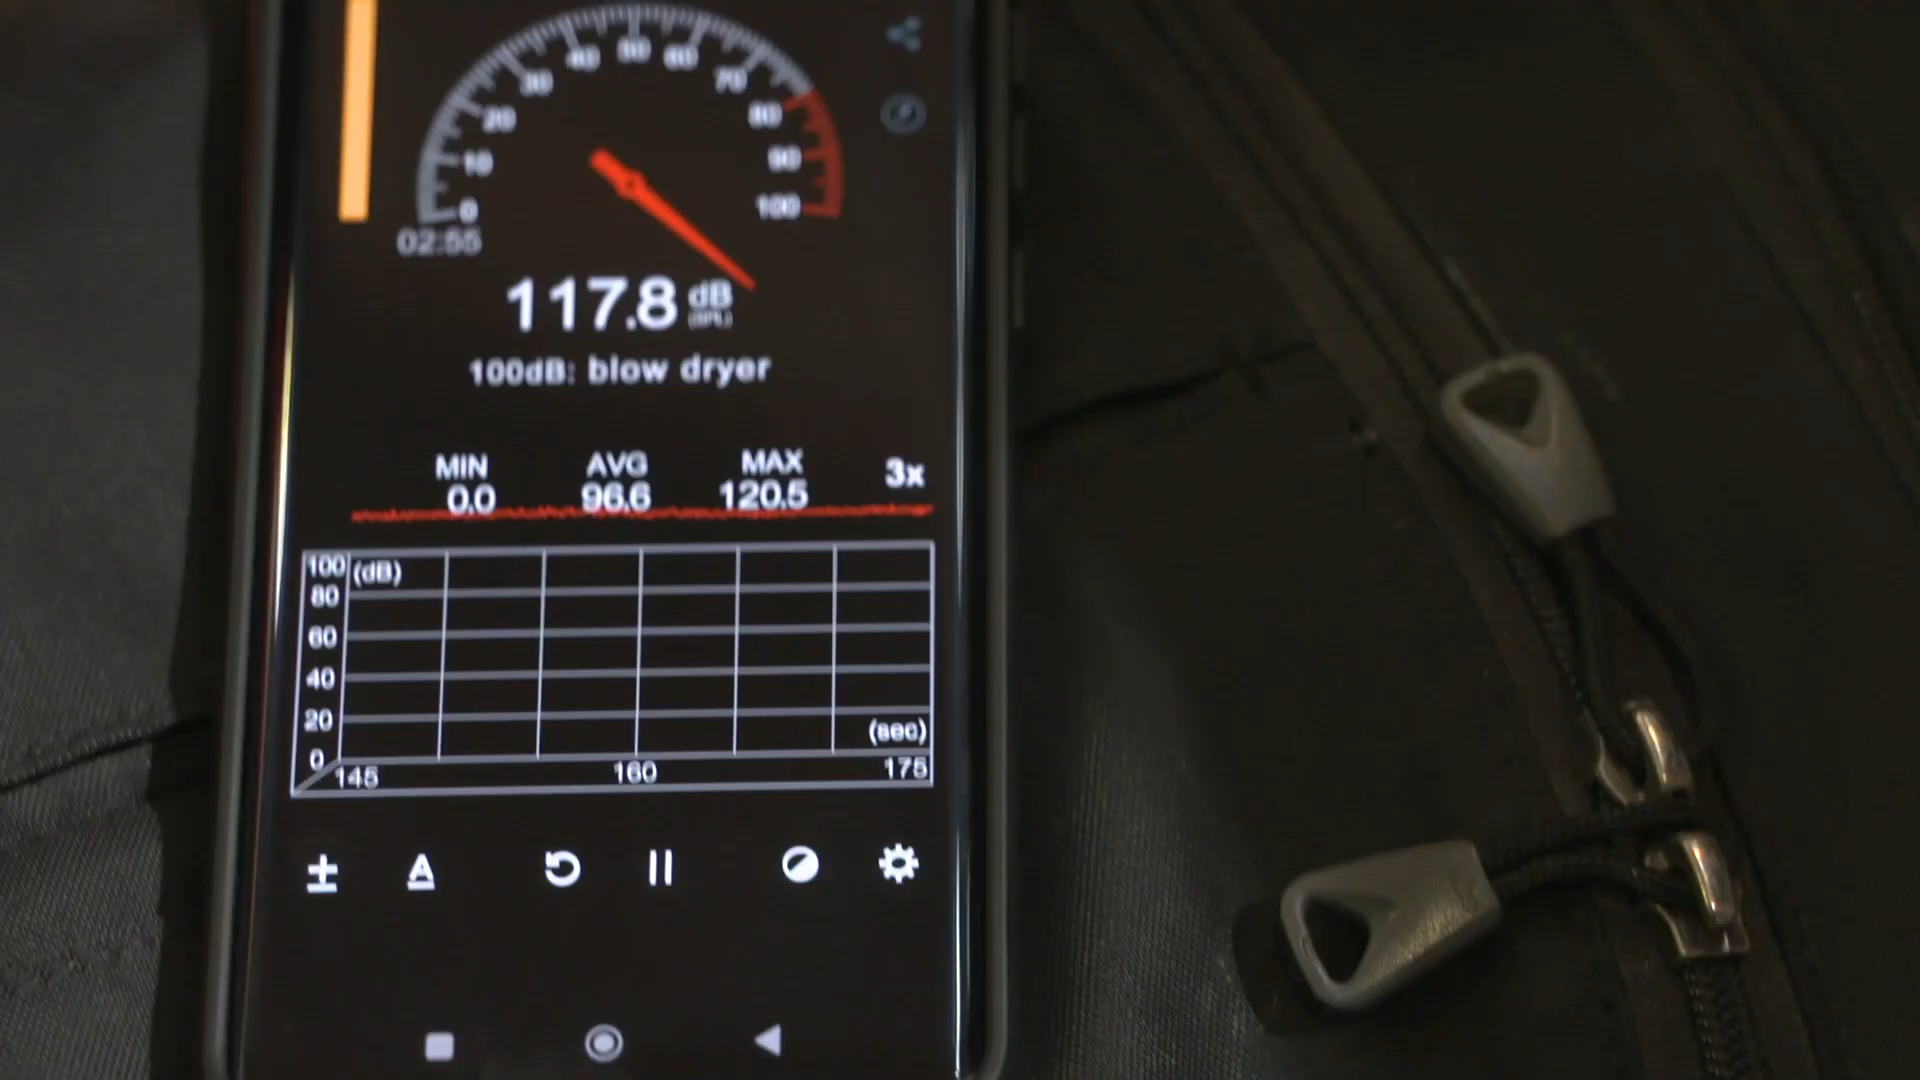 0 10 20 30 40 50 60 70 80 90 100
02:55
117.8 dB
(SPL)
100dB: blow dryer
MIN AVG MAX 3x
0.0 96.6 120.5
100 (dB)
80
60
40
20
0
(sec)
145 160 175
± A